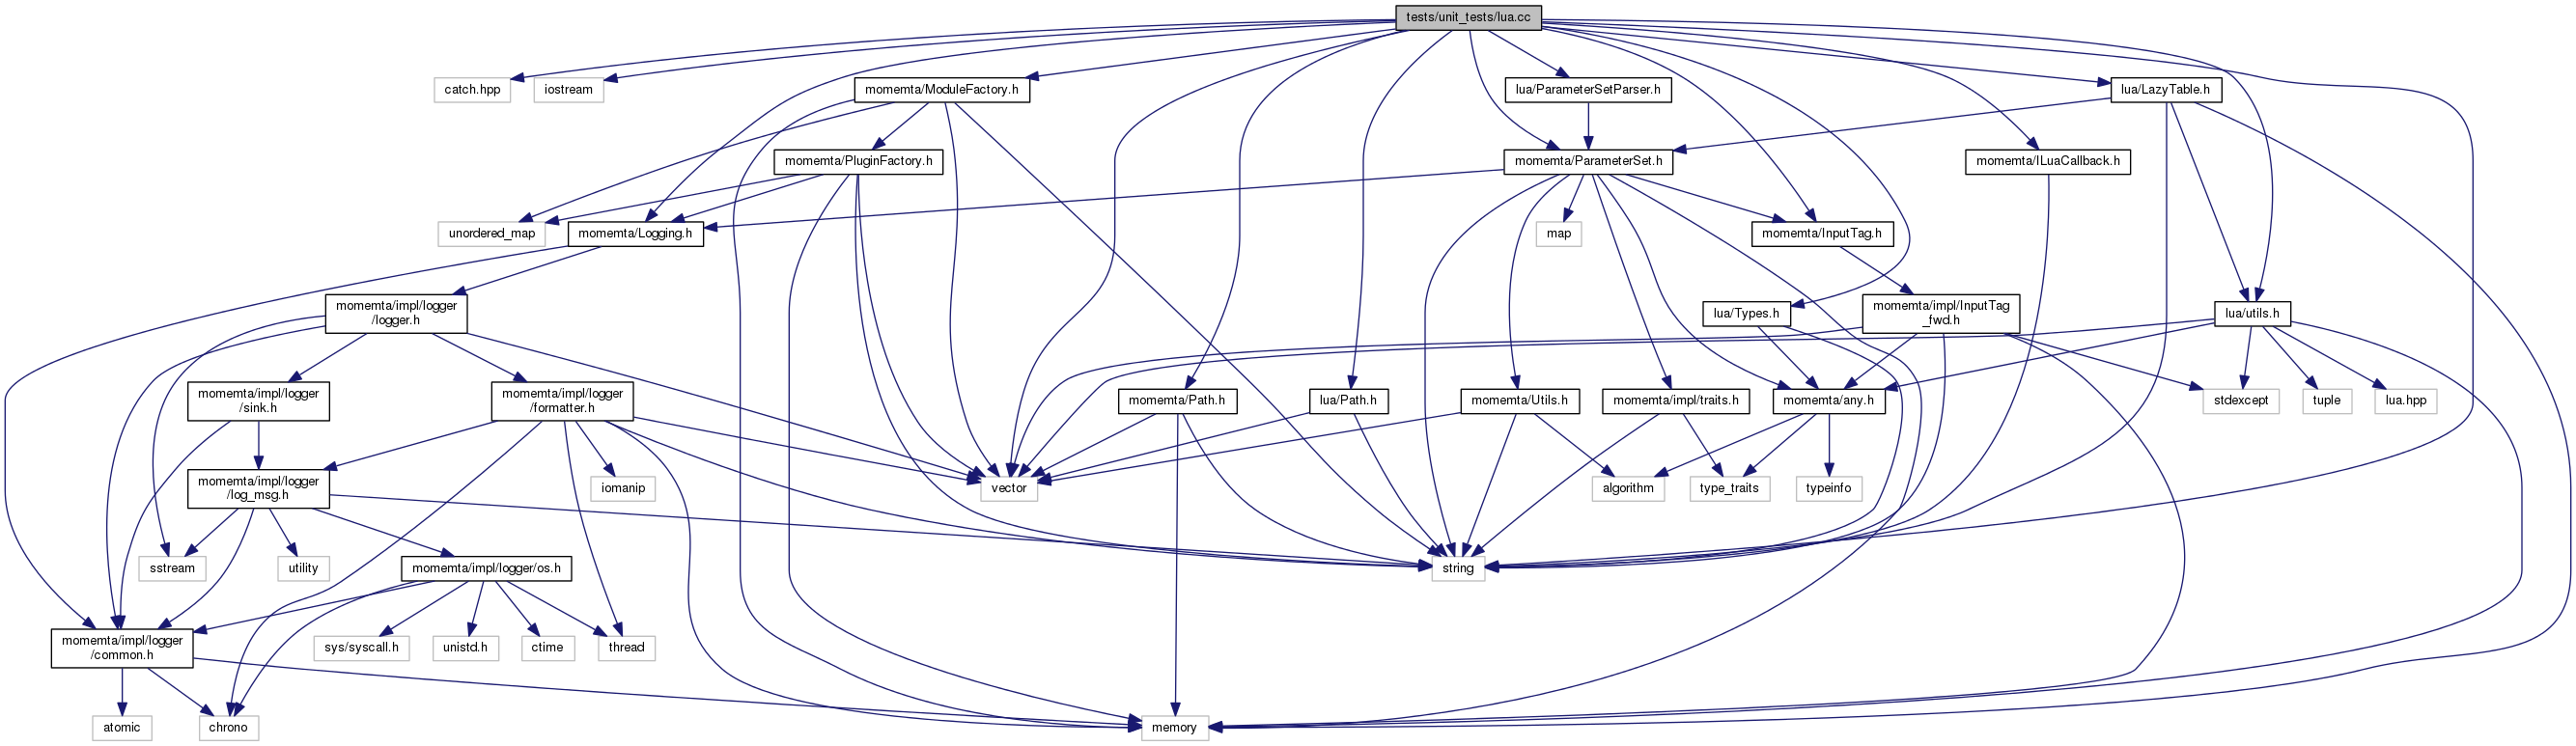 tests/unit_tests/lua.cc
catch.hpp
iostream
momemta/ModuleFactory.h
lua/ParameterSetParser.h
lua/LazyTable.h
momemta/PluginFactory.h
momemta/ParameterSet.h
momemta/ILuaCallback.h
unordered_map
momemta/Logging.h
map
momemta/InputTag.h
momemta/impl/logger
/logger.h
lua/Types.h
momemta/impl/InputTag
_fwd.h
lua/utils.h
momemta/impl/logger
/sink.h
momemta/impl/logger
/formatter.h
momemta/Path.h
lua/Path.h
momemta/Utils.h
momemta/impl/traits.h
momemta/any.h
stdexcept
tuple
lua.hpp
momemta/impl/logger
/log_msg.h
iomanip
vector
algorithm
type_traits
typeinfo
sstream
utility
momemta/impl/logger/os.h
string
momemta/impl/logger
/common.h
sys/syscall.h
unistd.h
ctime
thread
atomic
chrono
memory